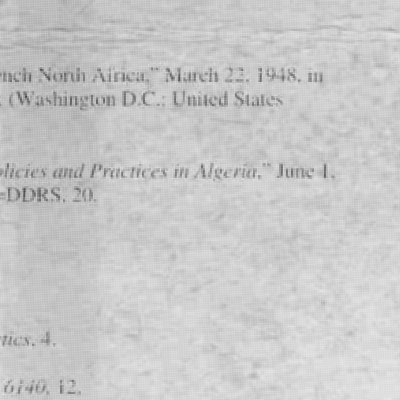 North Africa," March 22, 1948, in
. (Washington D.C.: United States
olicies and Practices in Algeria," June 1,
=DDRS, 20.
tics, 4.
6140, 12.